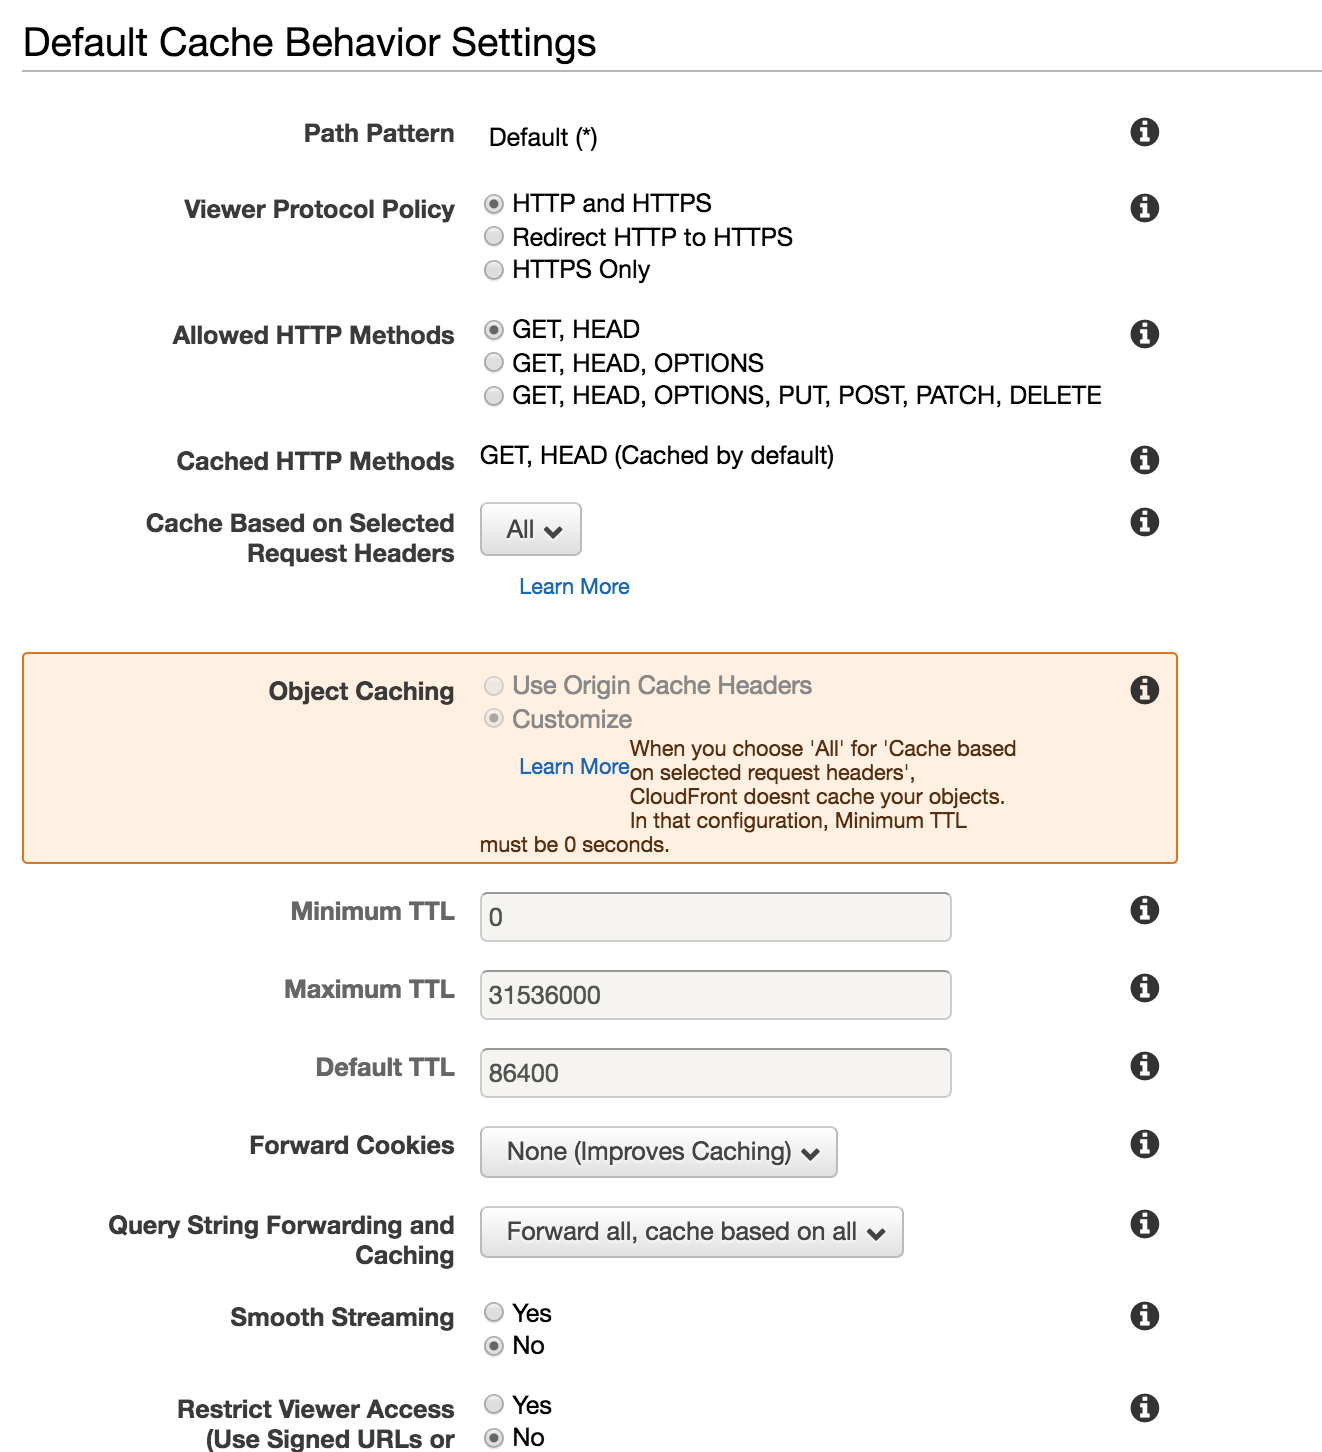 Default Cache Behavior Settings
Path Pattern
Default (*)
Viewer Protocol Policy
HTTP and HTTPS
Redirect HTTP to HTTPS
HTTPS Only
Allowed HTTP Methods
GET, HEAD
GET, HEAD, OPTIONS
GET, HEAD, OPTIONS, PUT, POST, PATCH, DELETE
Cached HTTP Methods
GET, HEAD (Cached by default)
Cache Based on Selected
Request Headers
All
Learn More
Object Caching
Use Origin Cache Headers
Customize
Learn More
When you choose 'All' for 'Cache based
on selected request headers',
CloudFront doesnt cache your objects.
In that configuration, Minimum TTL
must be 0 seconds.
Minimum TTL
0
Maximum TTL
31536000
Default TTL
86400
Forward Cookies
None (Improves Caching)
Query String Forwarding and
Caching
Forward all, cache based on all
Smooth Streaming
Yes
No
Restrict Viewer Access
(Use Signed URLs or
Yes
No